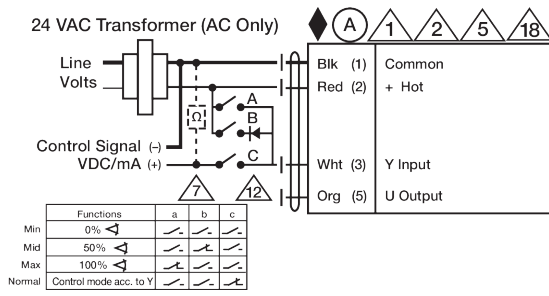 24 VAC Transformer (AC Only)
A 1 2 5 18
Line
Volts
Blk (1) Common
Red (2) + Hot
A
B
Ω
C
Control Signal (–)
VDC/mA (+)
Wht (3) Y Input
7 12
Org (5) U Output
Functions a b c
Min 0%
Mid 50%
Max 100%
Normal Control mode acc. to Y